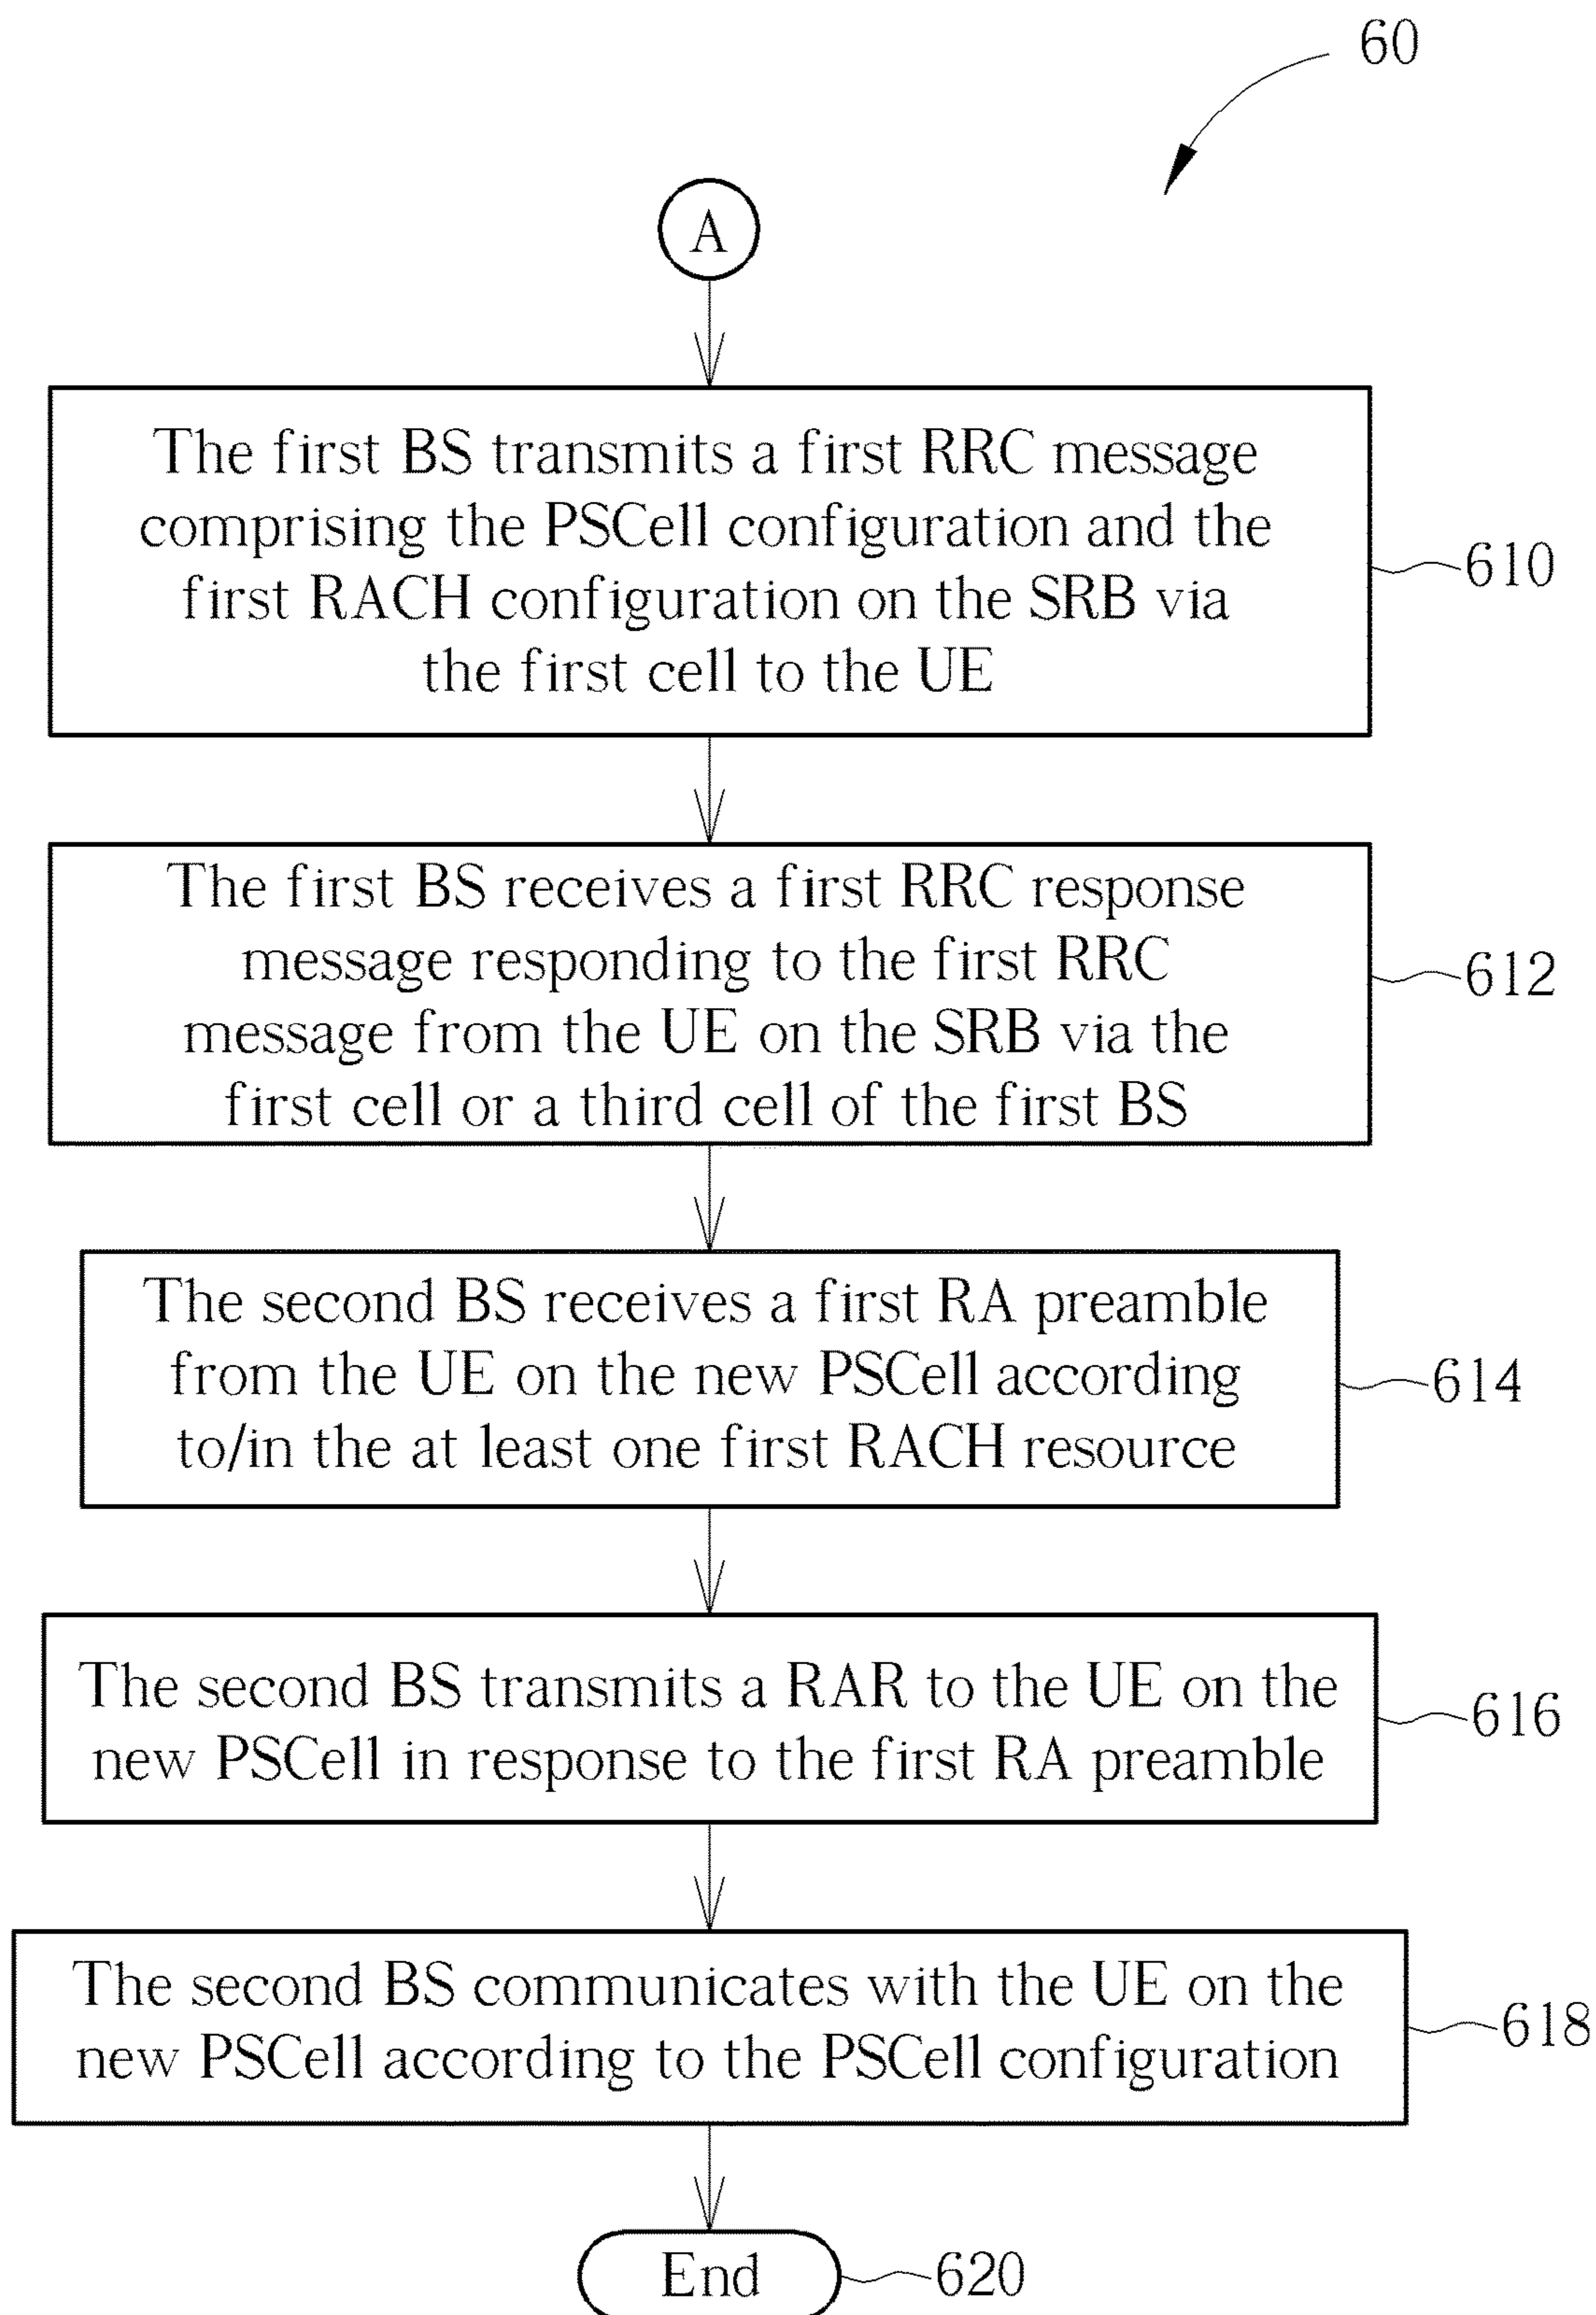 60
A
The first BS transmits a first RRC message
comprising the PSCell configuration and the
first RACH configuration on the SRB via
the first cell to the UE
610
The first BS receives a first RRC response
message responding to the first RRC
message from the UE on the SRB via the
first cell or a third cell of the first BS
612
The second BS receives a first RA preamble
from the UE on the new PSCell according
to/in the at least one first RACH resource
614
The second BS transmits a RAR to the UE on the
new PSCell in response to the first RA preamble
616
The second BS communicates with the UE on the
new PSCell according to the PSCell configuration
618
End
620